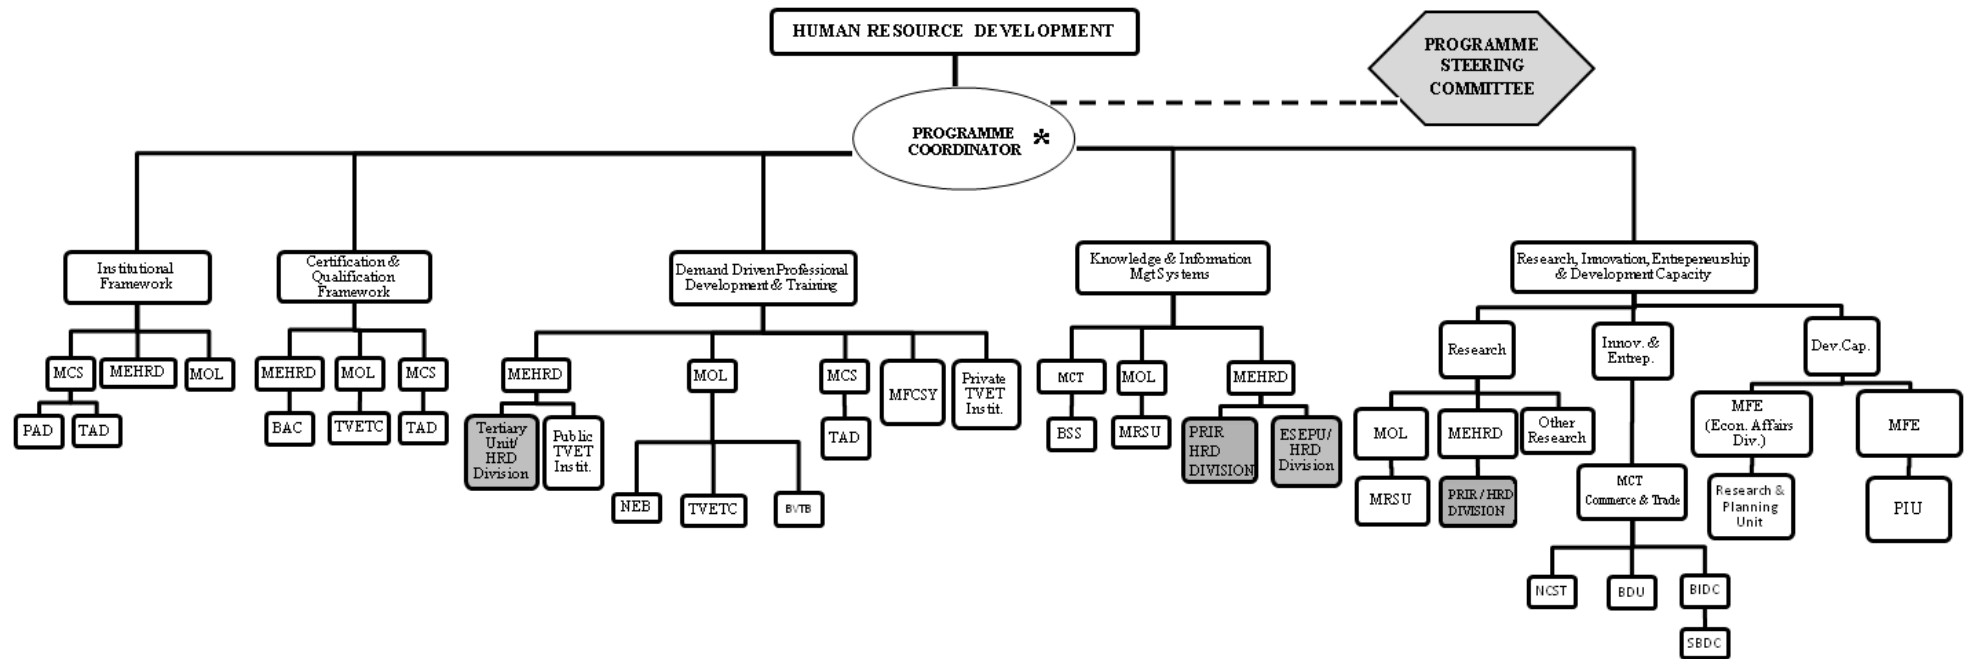 HUMAN RESOURCE DEVELOPMENT
PROGRAMME
STEERING
COMMITTEE
PROGRAMME
COORDINATOR *
Institutional
Framework
Certification &
Qualification
Framework
Demand Driven Professional
Development & Training
Knowledge & Information
Mgt Systems
Research, Innovation, Entrepeneurship
& Development Capacity
MCS
MEHRD
MOL
PAD
TAD
MEHRD
MOL
MCS
BAC
TVETC
TAD
MEHRD
MOL
MCS
MFCSY
Private
TVET
Instit.
Tertiary
Unit/
HRD
Division
Public
TVET
Instit.
TAD
NEB
TVETC
BVTB
MCT
MOL
MEHRD
BSS
MRSU
PRIR
HRD
DIVISION
ESEPU/
HRD
Division
Research
Innov. &
Entrep.
Dev.Cap.
MOL
MEHRD
Other
Research
MRSU
PRIR / HRD
DIVISION
MCT
Commerce & Trade
NCST
BDU
BIDC
SBDC
MFE
(Econ. Affairs
Div.)
MFE
Research &
Planning
Unit
PIU